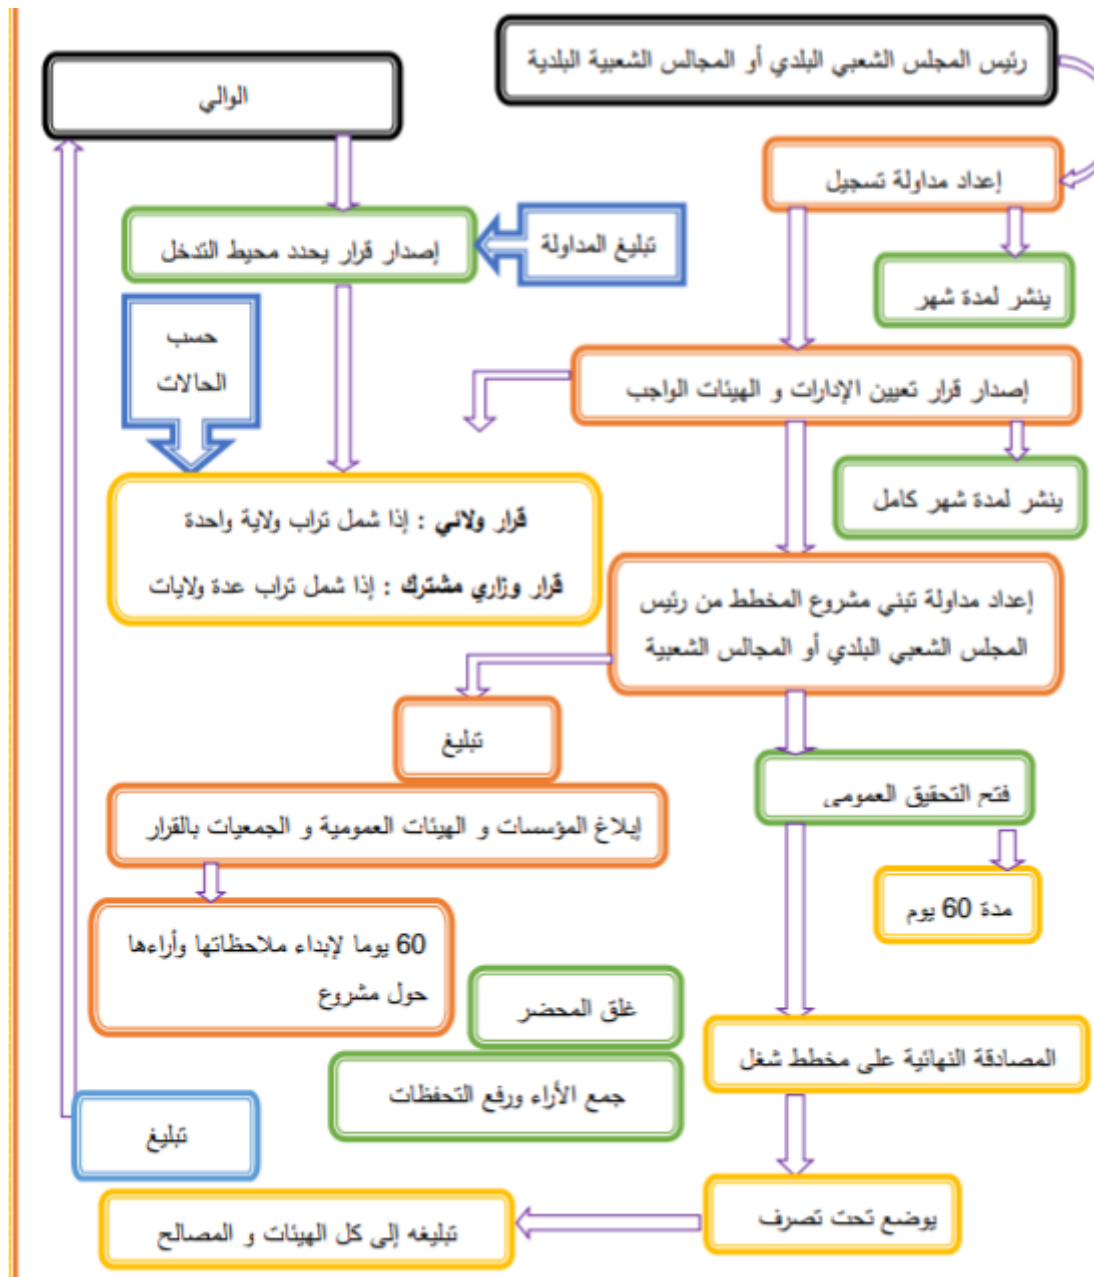 رئيس المجلس الشعبي البلدي أو المجالس الشعبية البلدية
الوالي
إعداد مداولة تسجيل
تبليغ المداولة
إصدار قرار يحدد محيط التدخل
ينشر لمدة شهر
حسب
الحالات
إصدار قرار تعيين الإدارات و الهيئات الواجب
ينشر لمدة شهر كامل
قرار ولائي : إذا شمل تراب ولاية واحدة
قرار وزاري مشترك : إذا شمل تراب عدة ولايات
إعداد مداولة تبني مشروع المخطط من رئيس
المجلس الشعبي البلدي أو المجالس الشعبية
تبليغ
فتح التحقيق العمومي
إبلاغ المؤسسات و الهيئات العمومية و الجمعيات بالقرار
مدة 60 يوم
60 يوما لإبداء ملاحظاتها وأراءها
حول مشروع
غلق المحضر
المصادقة النهائية على مخطط شغل
جمع الأراء ورفع التحفظات
تبليغ
يوضع تحت تصرف
تبليغه إلى كل الهيئات و المصالح